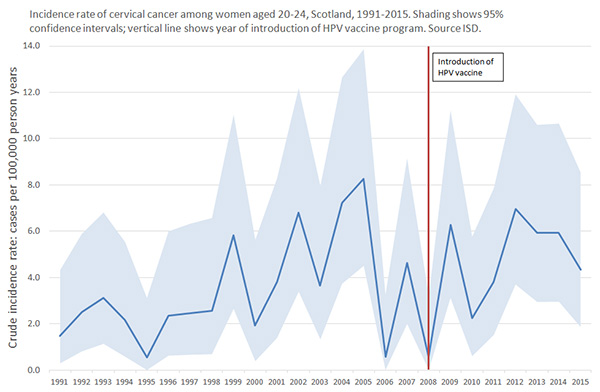 Incidence rate of cervical cancer among women aged 20-24, Scotland, 1991-2015. Shading shows 95%
confidence intervals; vertical line shows year of introduction of HPV vaccine program. Source ISD.
Crude incidence rate: cases per 100,000 person years
14.0
12.0
10.0
8.0
6.0
4.0
2.0
0.0
Introduction of
HPV vaccine
1991 1992 1993 1994 1995 1996 1997 1998 1999 2000 2001 2002 2003 2004 2005 2006 2007 2008 2009 2010 2011 2012 2013 2014 2015